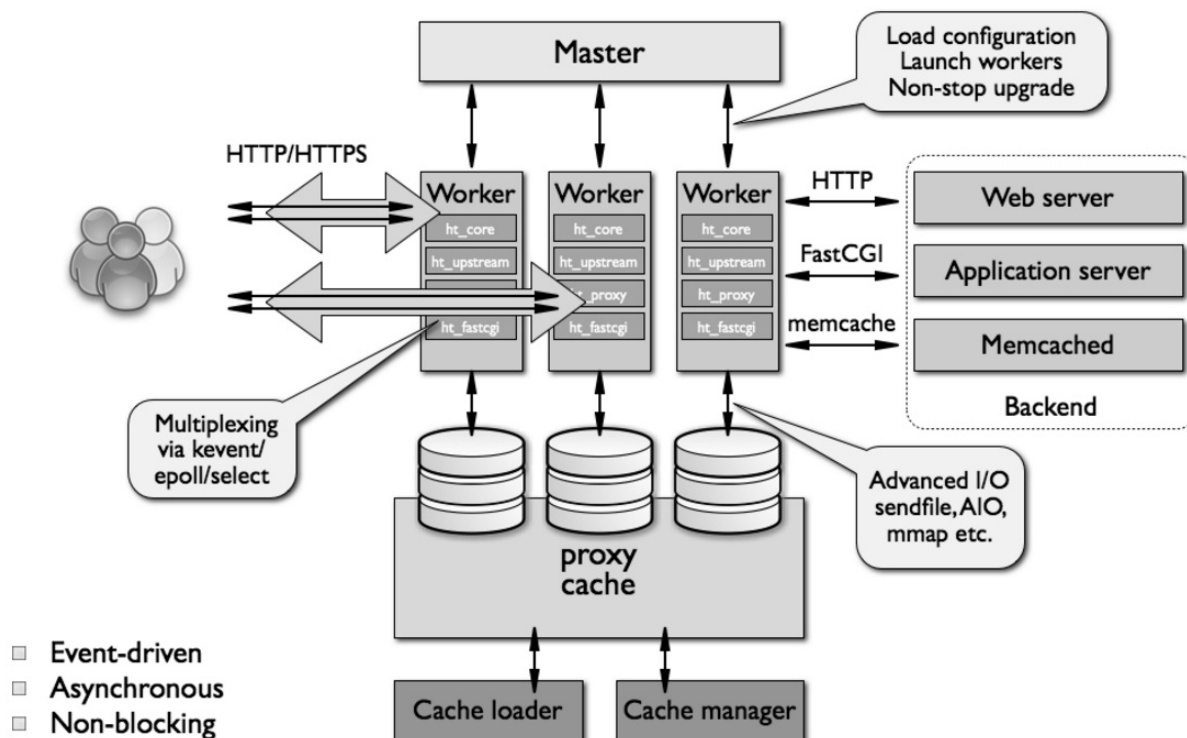 Master
Load configuration
Launch workers
Non-stop upgrade
HTTP/HTTPS
Worker
ht_core
ht_upstream
ht_fastcgi
Worker
ht_core
ht_upstream
ht_proxy
ht_fastcgi
Worker
ht_core
ht_upstream
ht_proxy
ht_fastcgi
HTTP
FastCGI
memcache
Web server
Application server
Memcached
Backend
Multiplexing
via kevent/
epoll/select
Advanced I/O
sendfile, AIO,
mmap etc.
proxy
cache
Cache loader
Cache manager
Event-driven
Asynchronous
Non-blocking